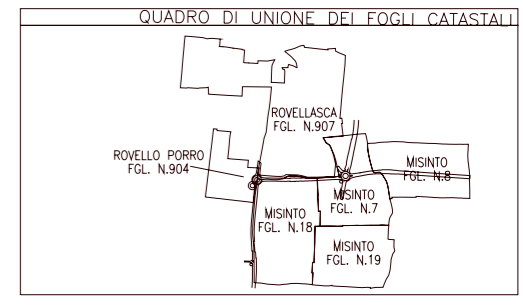 QUADRO DI UNIONE DEI FOGLI CATASTALI
ROVELLASCA
FGL. N.907
ROVELLO PORRO
FGL. N.904
MISINTO
FGL. N.8
MISINTO
FGL. N.7
MISINTO
FGL. N.18
MISINTO
FGL. N.19